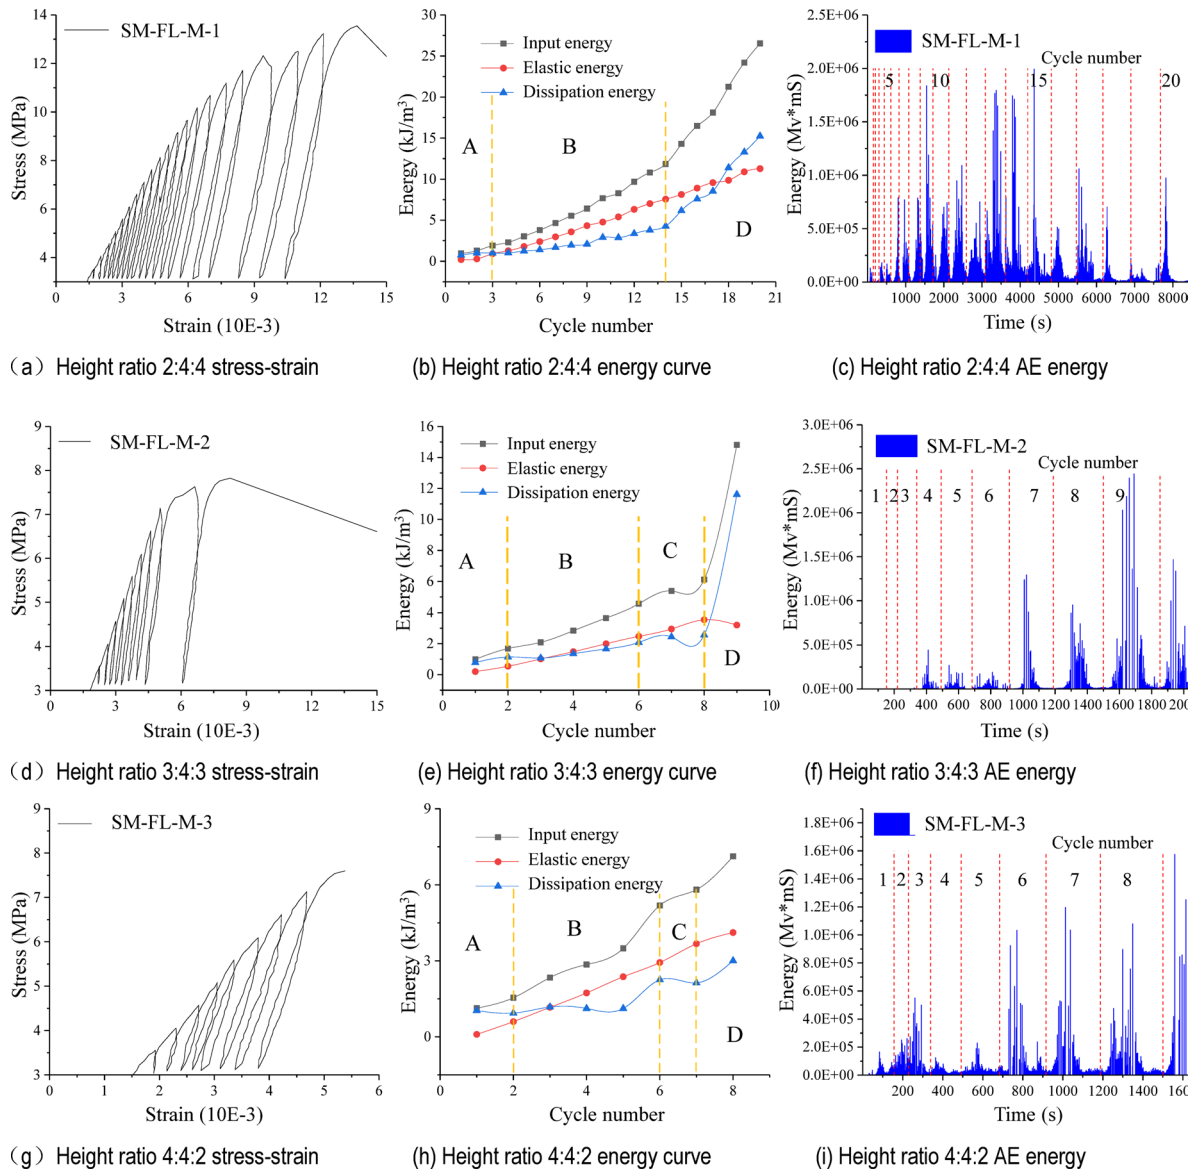 SM-FL-M-1
Stress (MPa)
14
12
10
8
6
4
0
3
6
9
12
15
Strain (10E-3)
(a) Height ratio 2:4:4 stress-strain
Input energy
Elastic energy
Dissipation energy
Energy (kJ/m³)
30
25
20
15
10
5
0
A
B
D
0
3
6
9
12
15
18
21
Cycle number
(b) Height ratio 2:4:4 energy curve
SM-FL-M-1
Cycle number
5
10
15
20
Energy (Mv*mS)
2.5E+06
2.0E+06
1.5E+06
1.0E+06
5.0E+05
0.0E+00
1000
2000
3000
4000
5000
6000
7000
8000
Time (s)
(c) Height ratio 2:4:4 AE energy
SM-FL-M-2
Stress (MPa)
9
8
7
6
5
4
3
0
3
6
9
12
15
Strain (10E-3)
(d) Height ratio 3:4:3 stress-strain
Input energy
Elastic energy
Dissipation energy
Energy (kJ/m³)
16
14
12
10
8
6
4
2
0
A
B
C
D
0
2
4
6
8
10
Cycle number
(e) Height ratio 3:4:3 energy curve
SM-FL-M-2
Cycle number
1
2
3
4
5
6
7
8
9
Energy (Mv*mS)
3.0E+06
2.5E+06
2.0E+06
1.5E+06
1.0E+06
5.0E+05
0.0E+00
200
400
600
800
1000
1200
1400
1600
1800
Time (s)
(f) Height ratio 3:4:3 AE energy
SM-FL-M-3
Stress (MPa)
9
8
7
6
5
4
3
0
1
2
3
4
5
6
Strain (10E-3)
(g) Height ratio 4:4:2 stress-strain
Input energy
Elastic energy
Dissipation energy
Energy (kJ/m³)
9
6
3
0
A
B
C
D
0
2
4
6
8
Cycle number
(h) Height ratio 4:4:2 energy curve
SM-FL-M-3
Cycle number
1
2
3
4
5
6
7
8
Energy (Mv*mS)
1.8E+06
1.6E+06
1.4E+06
1.2E+06
1.0E+06
8.0E+05
6.0E+05
4.0E+05
2.0E+05
0.0E+00
200
400
600
800
1000
1200
1400
Time (s)
(i) Height ratio 4:4:2 AE energy